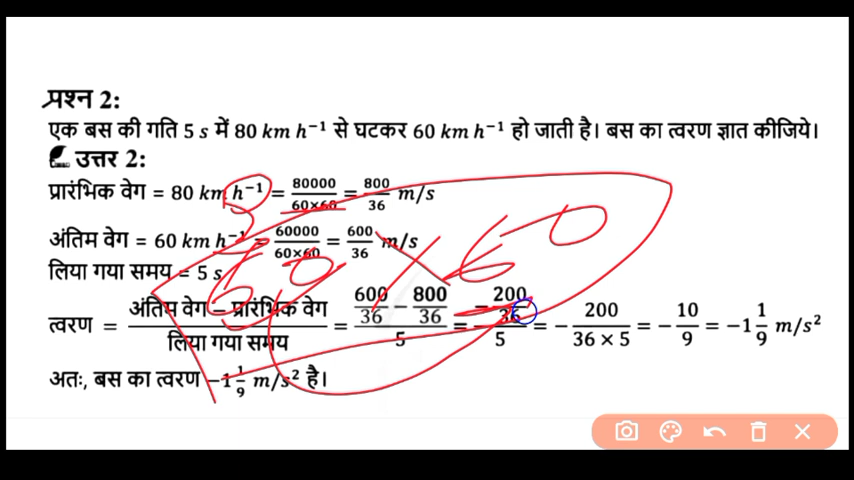 प्रश्न 2:
एक बस की गति 5 s में 80 km h⁻¹ से घटकर 60 km h⁻¹ हो जाती है। बस का त्वरण ज्ञात कीजिये।
उत्तर 2:
प्रारंभिक वेग = 80 km h⁻¹ = 80000/60×60 = 800/36 m/s
अंतिम वेग = 60 km h⁻¹ = 60000/60×60 = 600/36 m/s
लिया गया समय = 5 s
त्वरण = अंतिम वेग − प्रारंभिक वेग/लिया गया समय = 600/36 − 800/36/5 = −200/36/5 = −200/36 × 5 = −10/9 = −1 1/9 m/s²
अतः, बस का त्वरण −1 1/9 m/s² है।